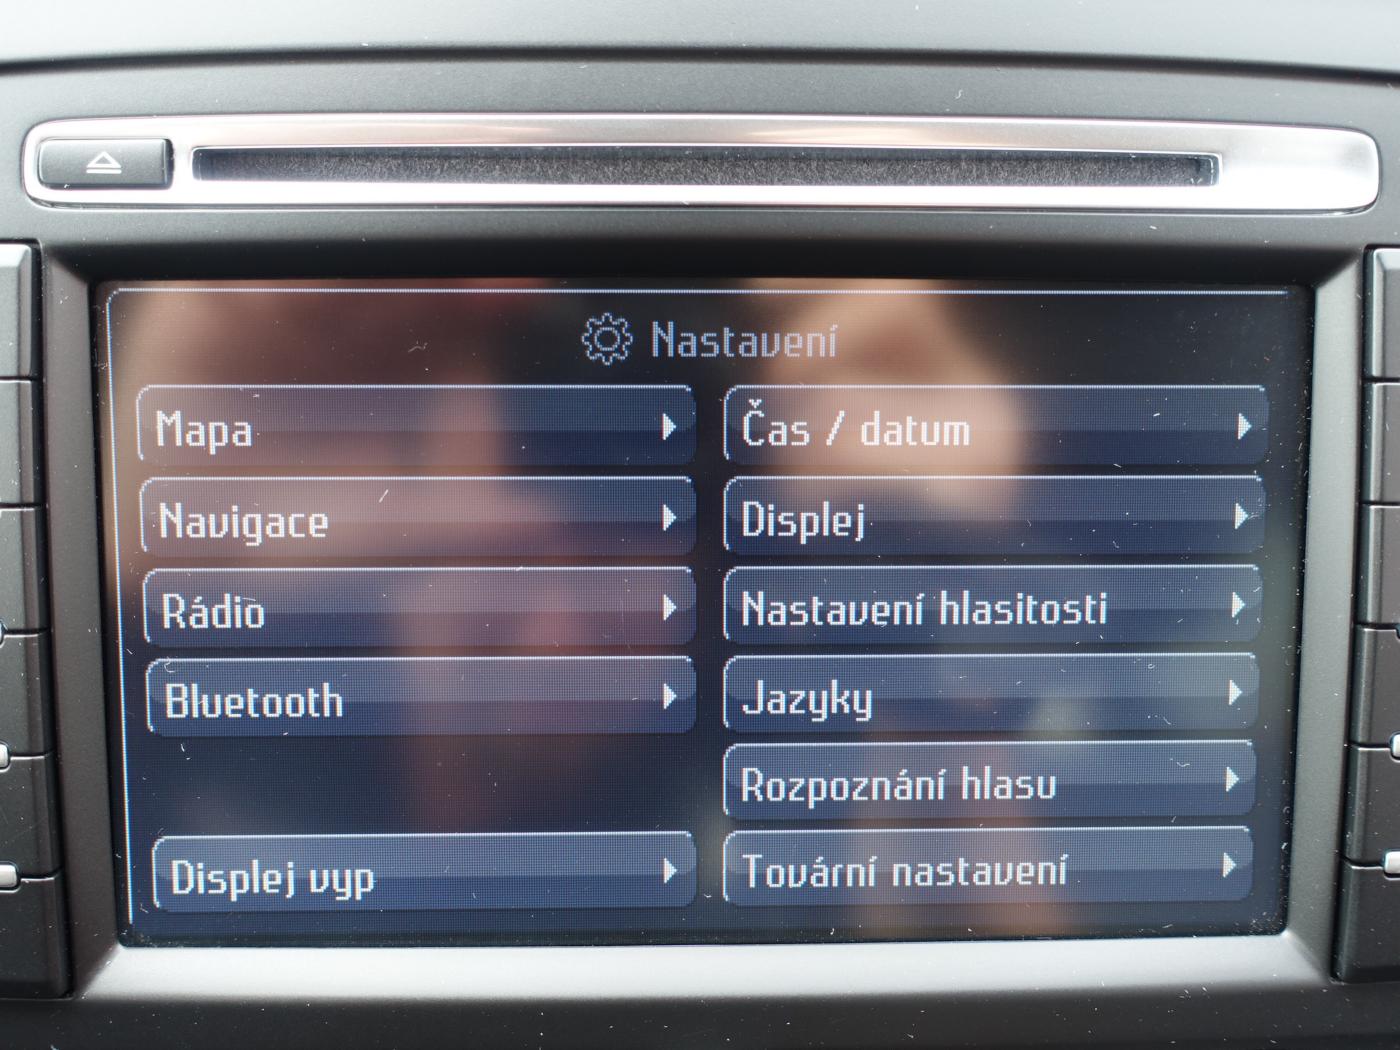 Nastavení
Mapa
Navigace
Rádio
Bluetooth
Displej vyp
Čas / datum
Displej
Nastavení hlasitosti
Jazyky
Rozpoznání hlasu
Tovární nastavení